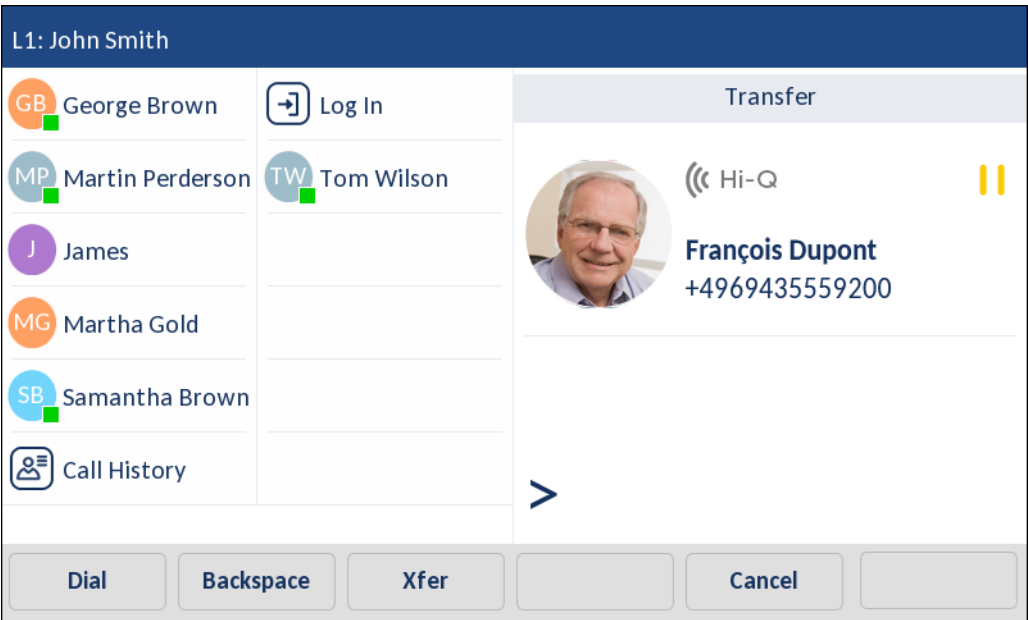 L1: John Smith
GB George Brown
MP Martin Perderson
J James
MG Martha Gold
SB Samantha Brown
Call History
Log In
TW Tom Wilson
Transfer
Hi-Q
François Dupont
+4969435559200
>
Dial Backspace Xfer Cancel